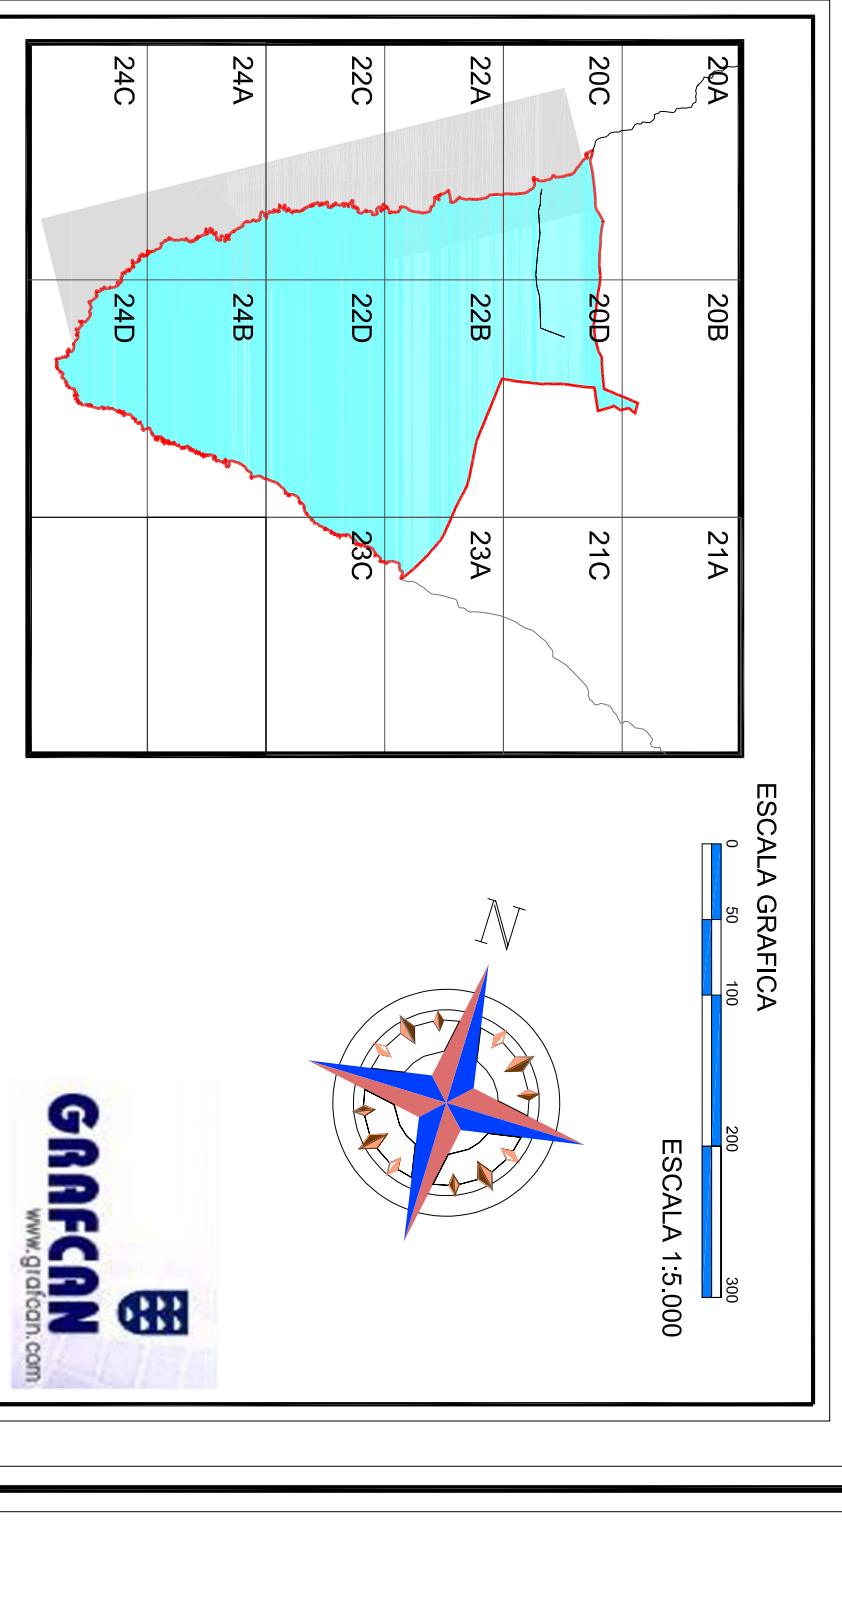 20A
20B
21A
20C
20D
21C
22A
22B
23A
22C
22D
23C
24A
24B
24C
24D
ESCALA GRAFICA
0 50 100 200 300
ESCALA 1:5.000
N
GRAFCAN
www.grafcan.com